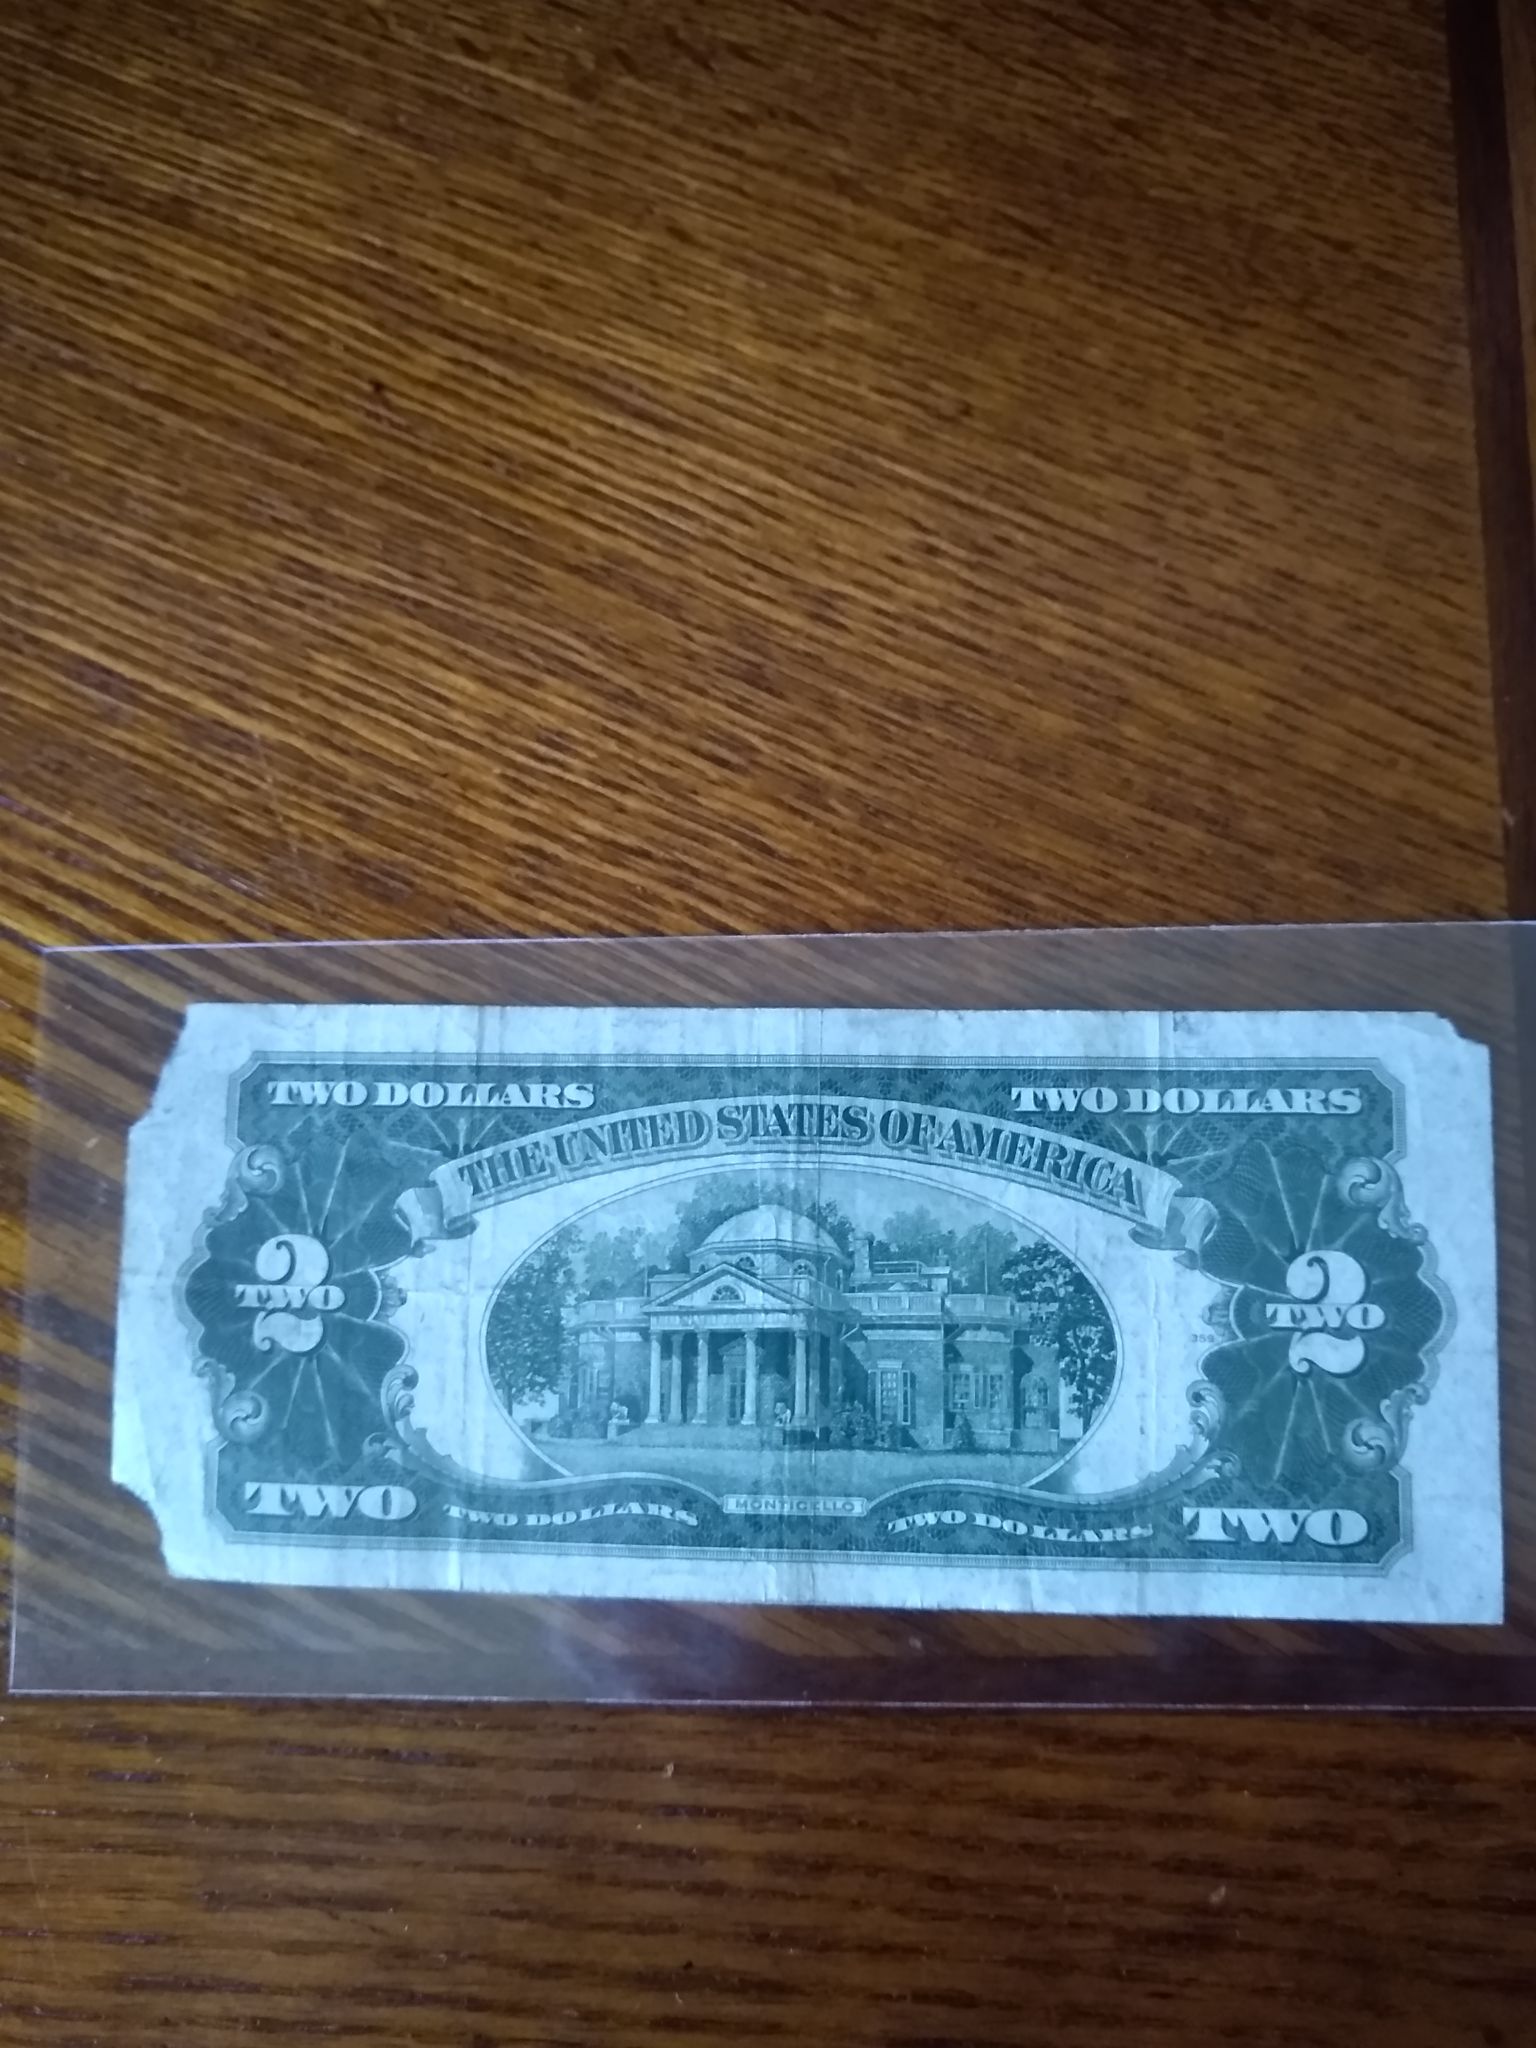 TWO DOLLARS TWO DOLLARS
THE UNITED STATES OF AMERICA
2 2
TWO TWO
TWO TWO DOLLARS MONTICELLO TWO DOLLARS TWO